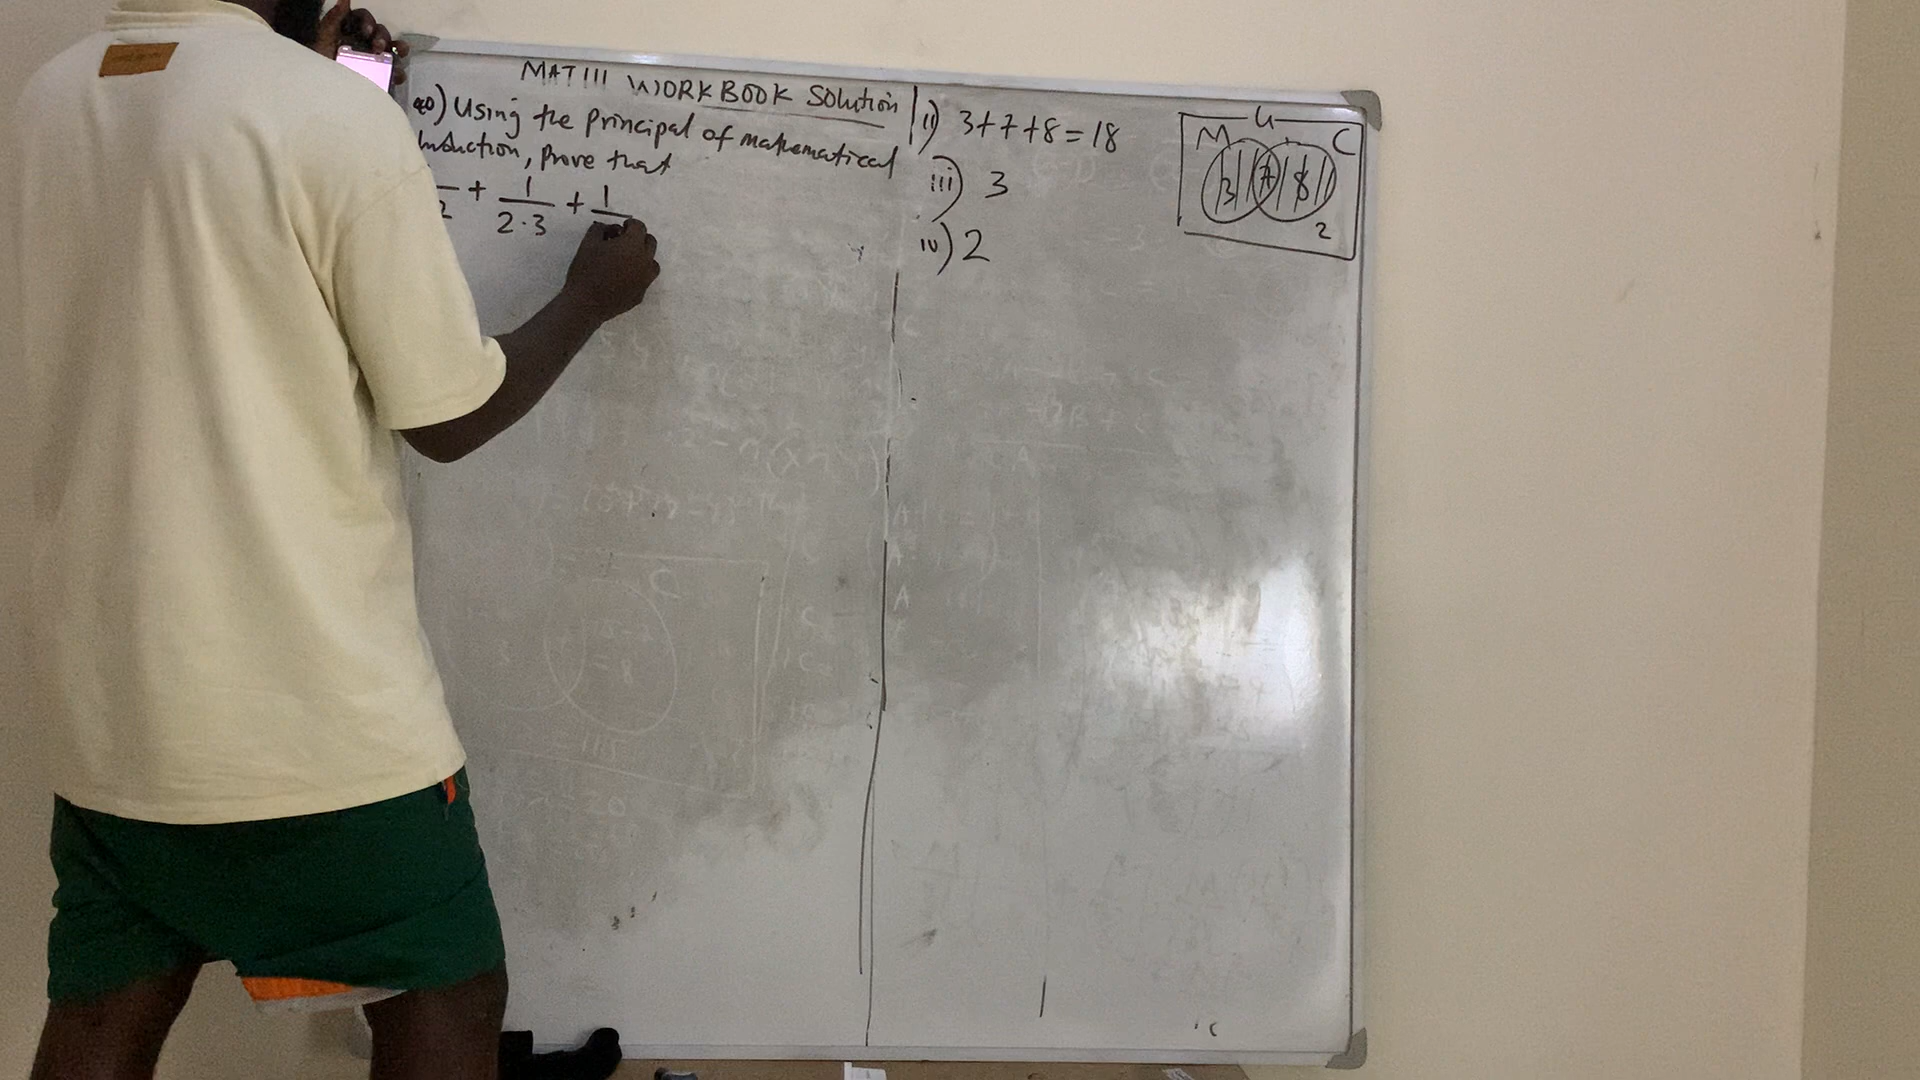 MAT111 WORKBOOK Solution
Using the Principal of mathematical
Induction, Prove that
2 + 1/2·3 + 1
ii) 3+7+8=18
iii) 3
iv) 2
U
M C
3 7 8
2